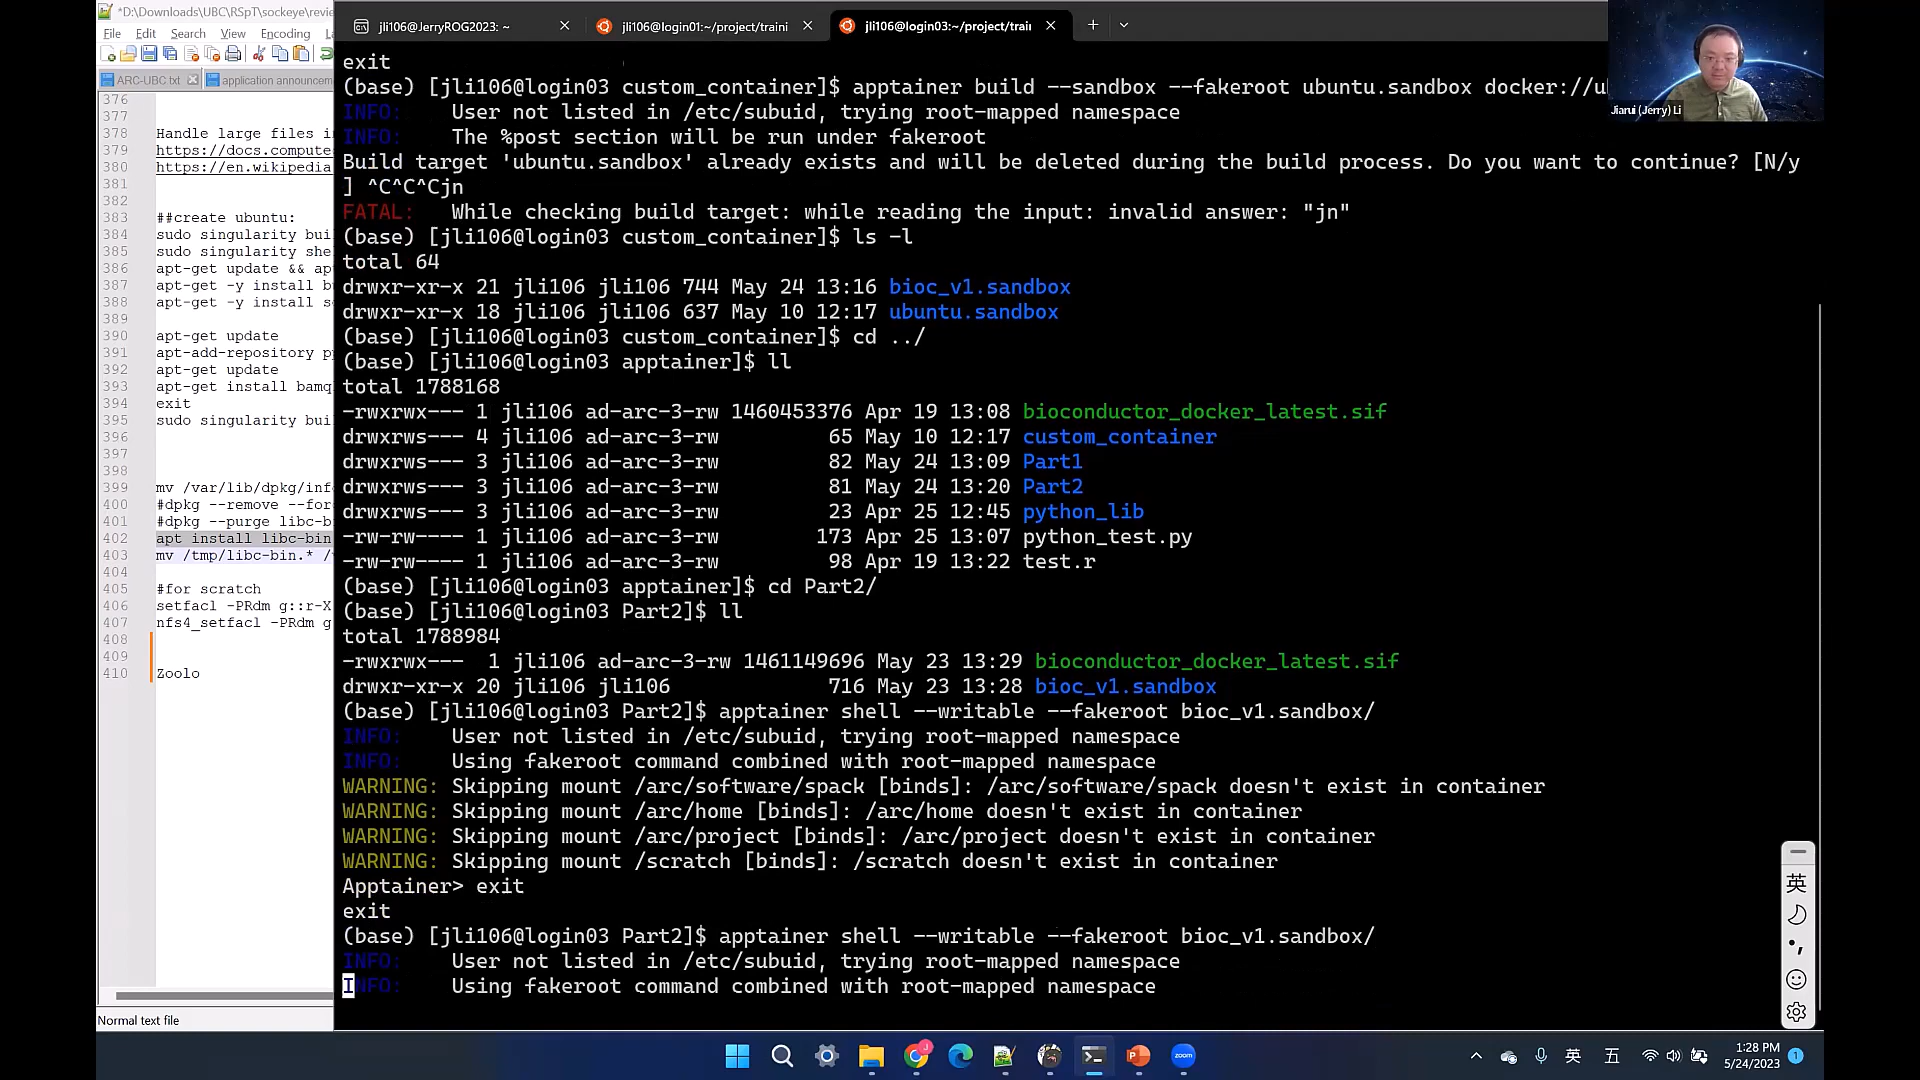 *D:\Downloads\UBC\RSpT\sockeye\revie
File Edit Search View Encoding La
ARC-UBC.txt
application announcemen
376
377
378 Handle large files i
379 https://docs.compute
380 https://en.wikipedia
381
382
383 ##create ubuntu:
384 sudo singularity bui
385 sudo singularity she
386 apt-get update && ap
387 apt-get -y install b
388 apt-get -y install s
389
390 apt-get update
391 apt-add-repository p
392 apt-get update
393 apt-get install bamq
394 exit
395 sudo singularity bui
396
397
398
399 mv /var/lib/dpkg/inf
400 #dpkg --remove --for
401 #dpkg --purge libc-b
402 apt install libc-bin
403 mv /tmp/libc-bin.* /
404
405 #for scratch
406 setfacl -PRdm g::r-X
407 nfs4_setfacl -PRdm g
408
409
410 Zoolo
Normal text file
jli106@JerryROG2023: ~
jli106@login01:~/project/traini
jli106@login03:~/project/train
exit
(base) [jli106@login03 custom_container]$ apptainer build --sandbox --fakeroot ubuntu.sandbox docker://u
INFO: User not listed in /etc/subuid, trying root-mapped namespace
INFO: The %post section will be run under fakeroot
Build target 'ubuntu.sandbox' already exists and will be deleted during the build process. Do you want to continue? [N/y
] ^C^C^Cjn
FATAL: While checking build target: while reading the input: invalid answer: "jn"
(base) [jli106@login03 custom_container]$ ls -l
total 64
drwxr-xr-x 21 jli106 jli106 744 May 24 13:16 bioc_v1.sandbox
drwxr-xr-x 18 jli106 jli106 637 May 10 12:17 ubuntu.sandbox
(base) [jli106@login03 custom_container]$ cd ../
(base) [jli106@login03 apptainer]$ ll
total 1788168
-rwxrwx--- 1 jli106 ad-arc-3-rw 1460453376 Apr 19 13:08 bioconductor_docker_latest.sif
drwxrws--- 4 jli106 ad-arc-3-rw 65 May 10 12:17 custom_container
drwxrws--- 3 jli106 ad-arc-3-rw 82 May 24 13:09 Part1
drwxrws--- 3 jli106 ad-arc-3-rw 81 May 24 13:20 Part2
drwxrws--- 3 jli106 ad-arc-3-rw 23 Apr 25 12:45 python_lib
-rw-rw---- 1 jli106 ad-arc-3-rw 173 Apr 25 13:07 python_test.py
-rw-rw---- 1 jli106 ad-arc-3-rw 98 Apr 19 13:22 test.r
(base) [jli106@login03 apptainer]$ cd Part2/
(base) [jli106@login03 Part2]$ ll
total 1788984
-rwxrwx--- 1 jli106 ad-arc-3-rw 1461149696 May 23 13:29 bioconductor_docker_latest.sif
drwxr-xr-x 20 jli106 jli106 716 May 23 13:28 bioc_v1.sandbox
(base) [jli106@login03 Part2]$ apptainer shell --writable --fakeroot bioc_v1.sandbox/
INFO: User not listed in /etc/subuid, trying root-mapped namespace
INFO: Using fakeroot command combined with root-mapped namespace
WARNING: Skipping mount /arc/software/spack [binds]: /arc/software/spack doesn't exist in container
WARNING: Skipping mount /arc/home [binds]: /arc/home doesn't exist in container
WARNING: Skipping mount /arc/project [binds]: /arc/project doesn't exist in container
WARNING: Skipping mount /scratch [binds]: /scratch doesn't exist in container
Apptainer> exit
exit
(base) [jli106@login03 Part2]$ apptainer shell --writable --fakeroot bioc_v1.sandbox/
INFO: User not listed in /etc/subuid, trying root-mapped namespace
INFO: Using fakeroot command combined with root-mapped namespace
Jiarui (Jerry) Li
英
zoom
英
五
1:28 PM
5/24/2023
1